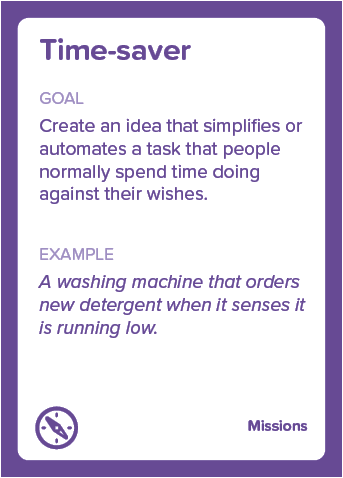 Time-saver
GOAL
Create an idea that simplifies or
automates a task that people
normally spend time doing
against their wishes.
EXAMPLE
A washing machine that orders
new detergent when it senses it
is running low.
Missions